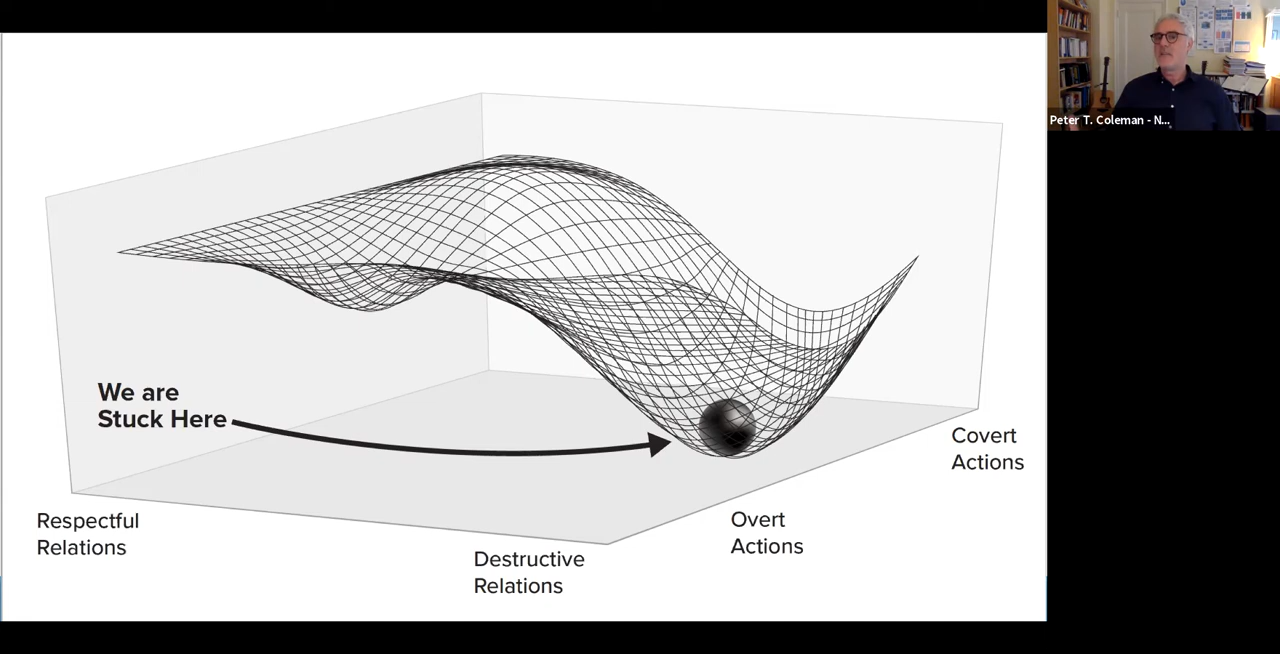 Peter T. Coleman - N...
We are
Stuck Here
Respectful
Relations
Destructive
Relations
Overt
Actions
Covert
Actions